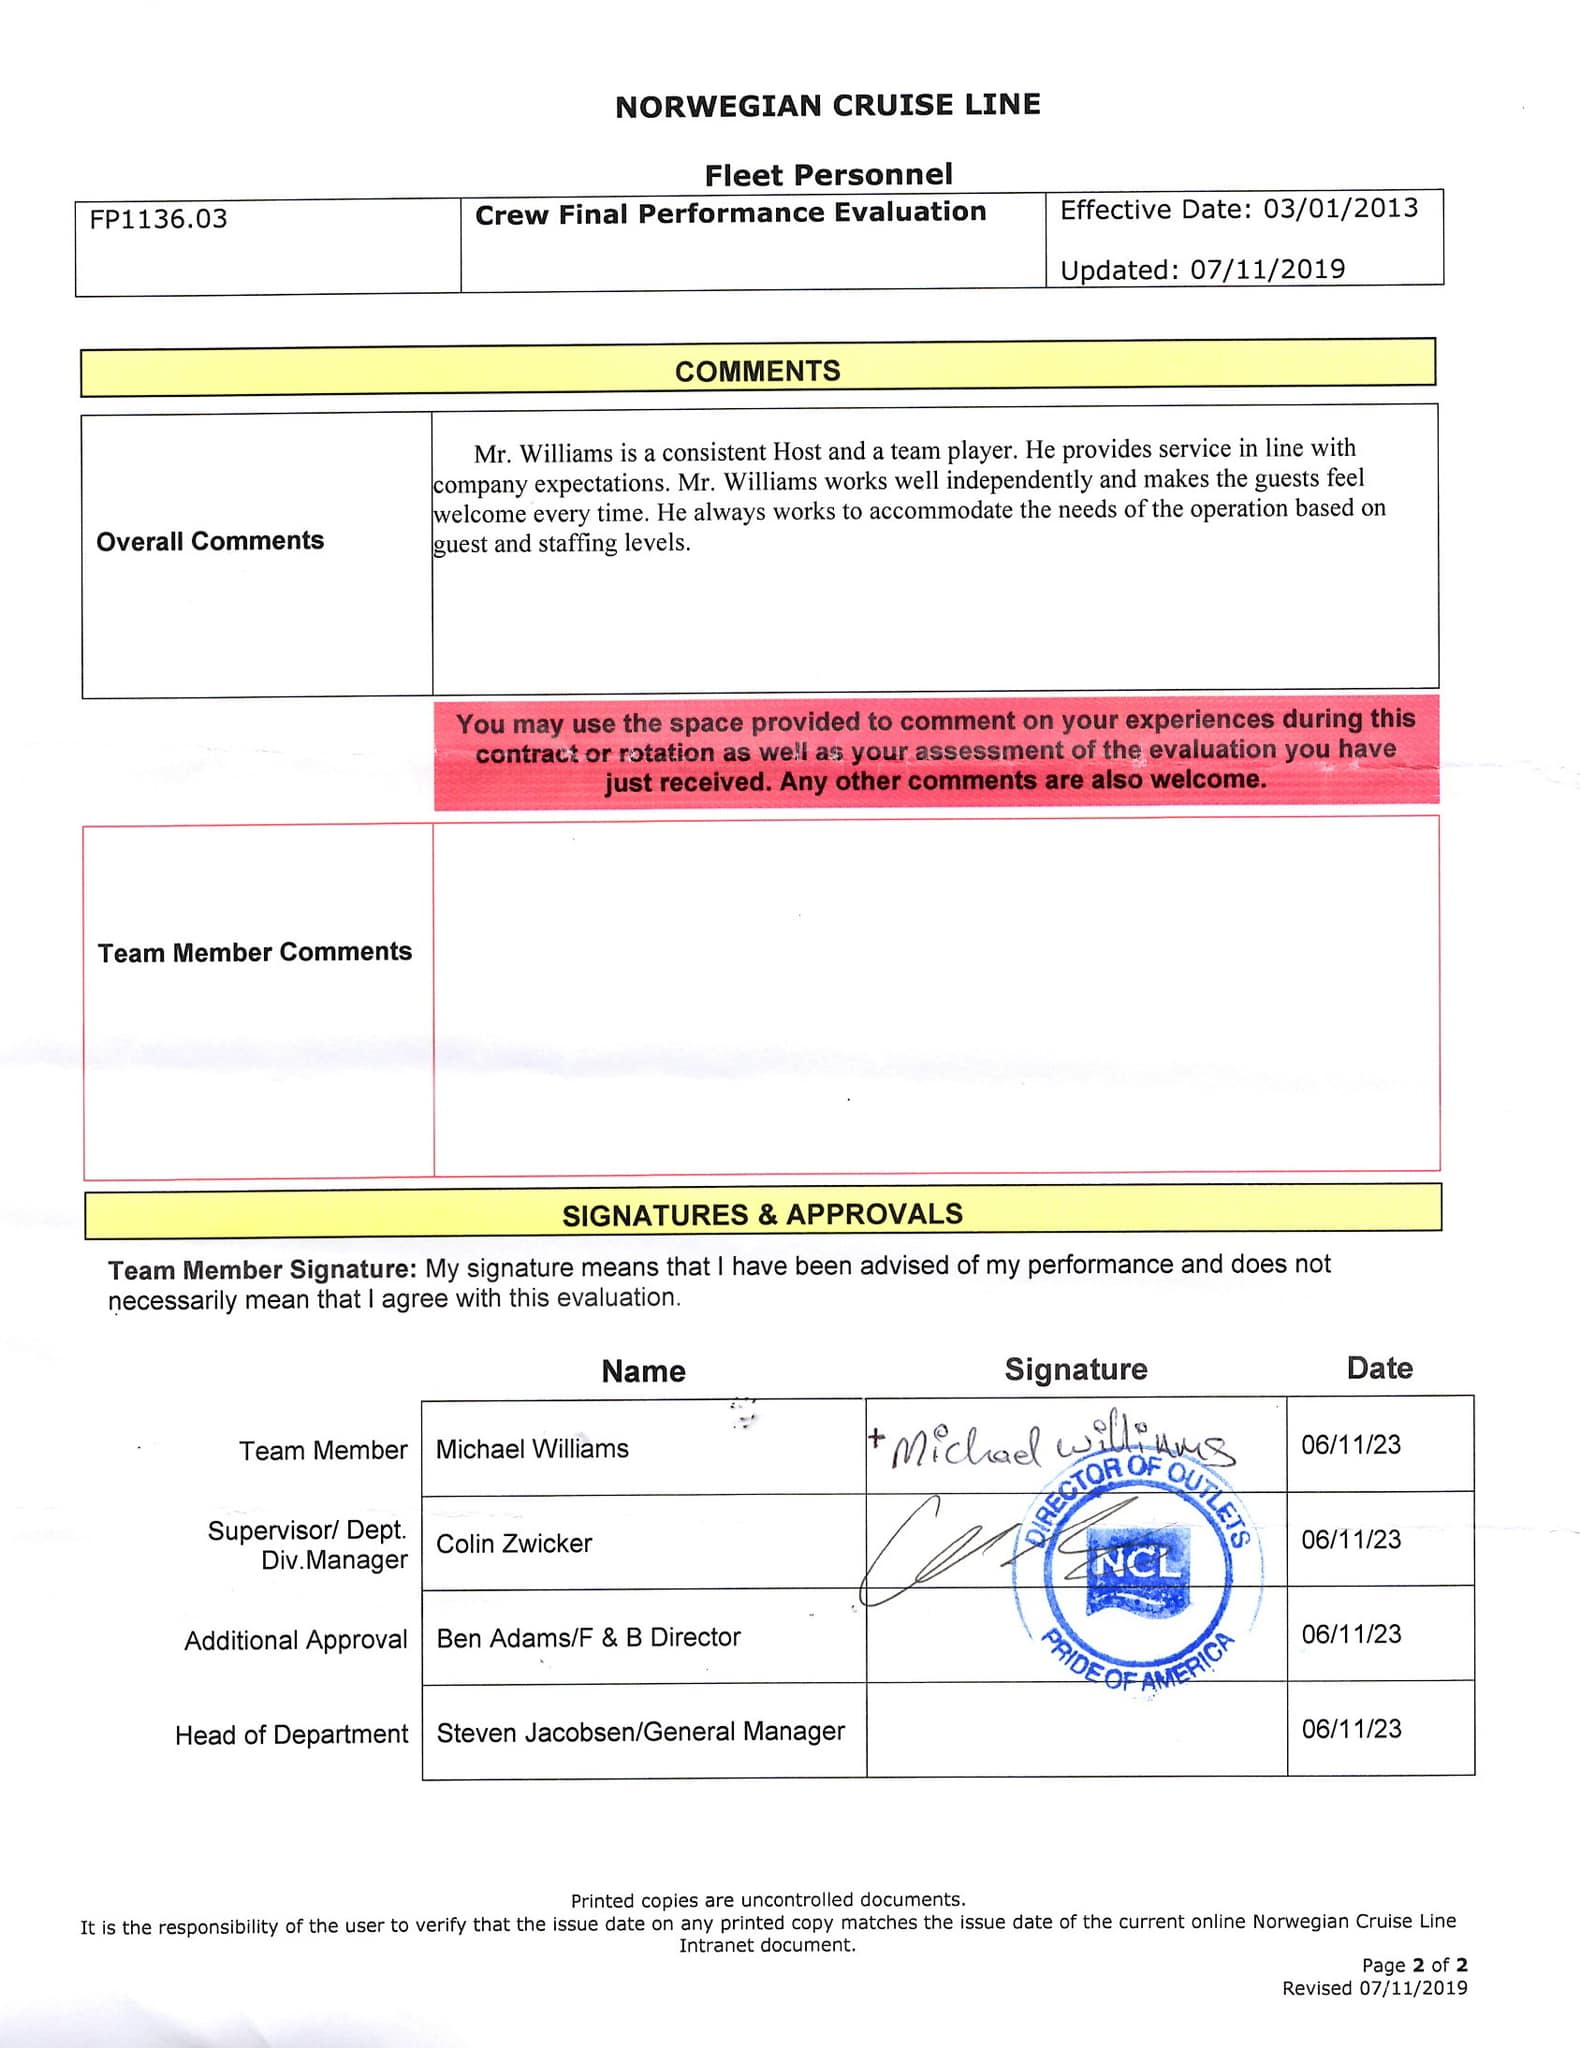 NORWEGIAN CRUISE LINE
Fleet Personnel
FP1136.03
Crew Final Performance Evaluation
Effective Date: 03/01/2013
Updated: 07/11/2019
COMMENTS
Overall Comments
Mr. Williams is a consistent Host and a team player. He provides service in line with
company expectations. Mr. Williams works well independently and makes the guests feel
welcome every time. He always works to accommodate the needs of the operation based on
guest and staffing levels.
You may use the space provided to comment on your experiences during this
contract or rotation as well as your assessment of the evaluation you have
just received. Any other comments are also welcome.
Team Member Comments
SIGNATURES & APPROVALS
Team Member Signature: My signature means that I have been advised of my performance and does not
necessarily mean that I agree with this evaluation.
Name
Signature
Date
Team Member
Michael Williams
+Michael Williams
06/11/23
Supervisor/ Dept.
Div.Manager
Colin Zwicker
06/11/23
DIRECTOR OF OUTLETS
NCL
PRIDE OF AMERICA
Additional Approval
Ben Adams/F & B Director
06/11/23
Head of Department
Steven Jacobsen/General Manager
06/11/23
Printed copies are uncontrolled documents.
It is the responsibility of the user to verify that the issue date on any printed copy matches the issue date of the current online Norwegian Cruise Line
Intranet document.
Page 2 of 2
Revised 07/11/2019